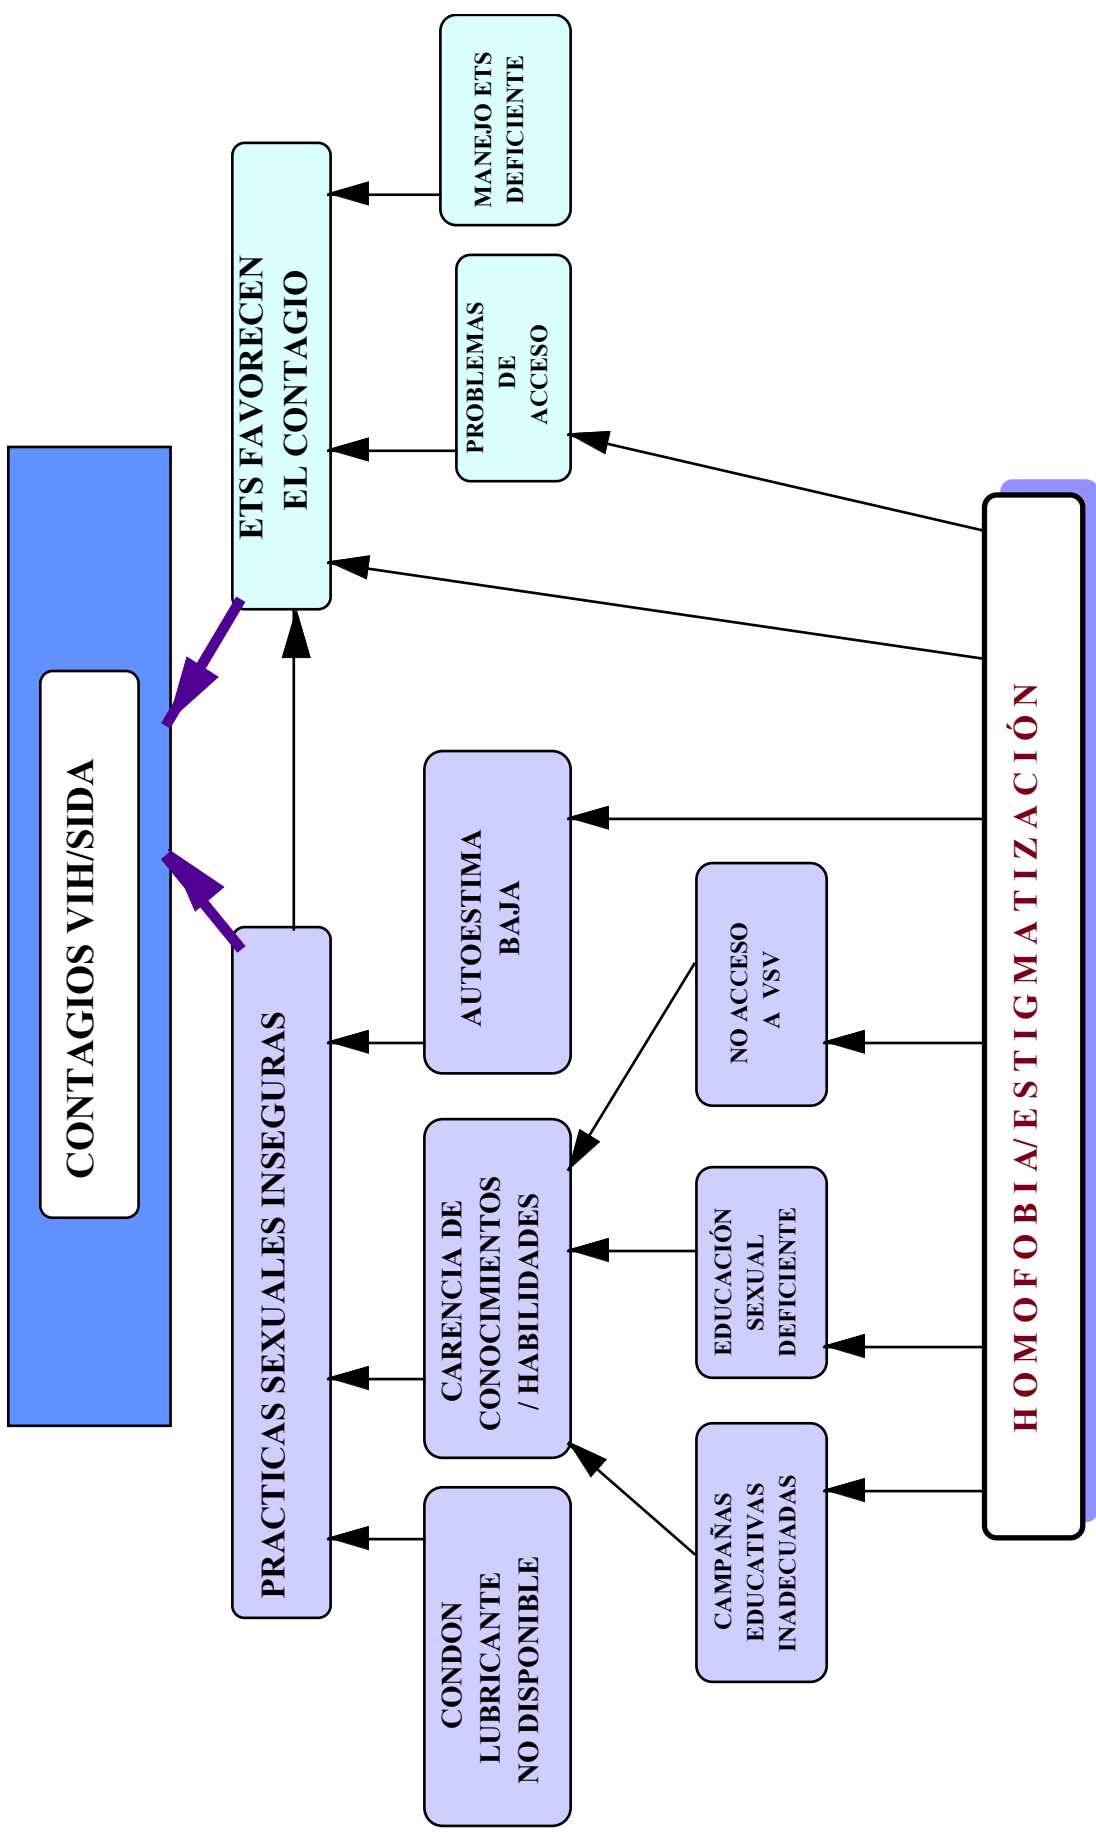 CONTAGIOS VIH/SIDA
PRACTICAS SEXUALES INSEGURAS
ETS FAVORECEN
EL CONTAGIO
CONDON
LUBRICANTE
NO DISPONIBLE
CARENCIA DE
CONOCIMIENTOS
/ HABILIDADES
AUTOESTIMA
BAJA
PROBLEMAS
DE
ACCESO
MANEJO ETS
DEFICIENTE
CAMPAÑAS
EDUCATIVAS
INADECUADAS
EDUCACIÓN
SEXUAL
DEFICIENTE
NO ACCESO
A VSV
HOMOFOBIA/ESTIGMATIZACIÓN